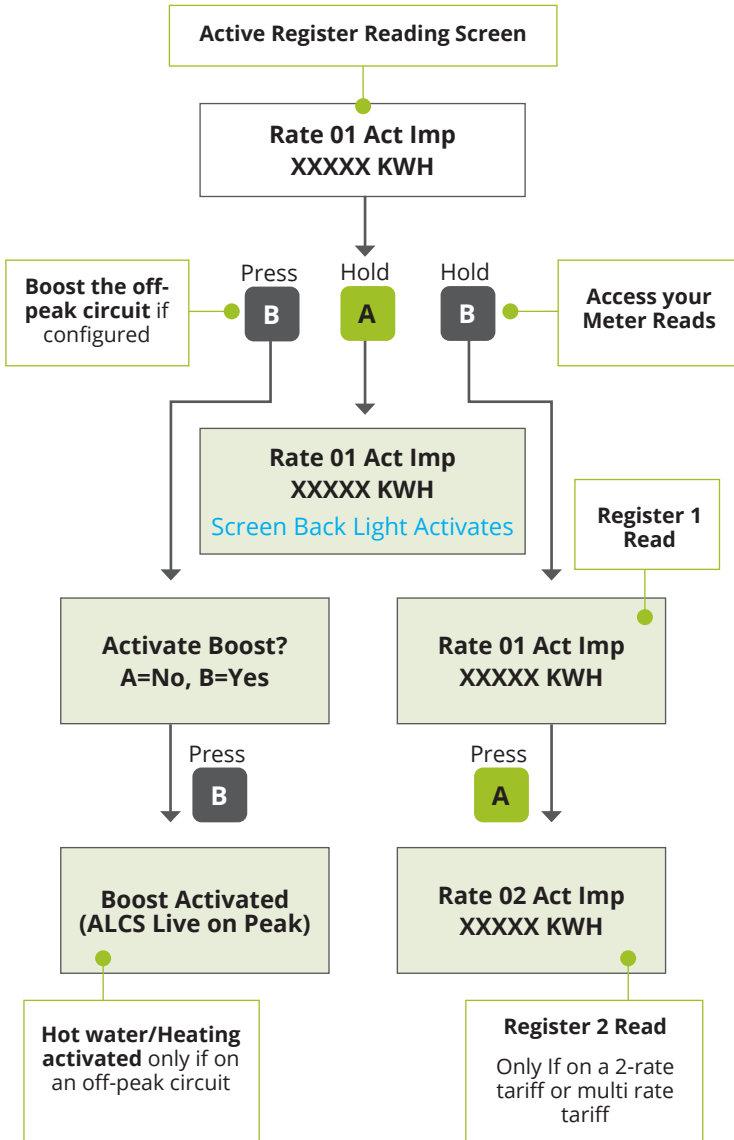 Active Register Reading Screen
Rate 01 Act Imp
XXXXX KWH
Boost the off-
peak circuit if
configured
Press
B
Hold
A
Hold
B
Access your
Meter Reads
Rate 01 Act Imp
XXXXX KWH
Screen Back Light Activates
Register 1
Read
Activate Boost?
A=No, B=Yes
Rate 01 Act Imp
XXXXX KWH
Press
B
Press
A
Boost Activated
(ALCS Live on Peak)
Rate 02 Act Imp
XXXXX KWH
Hot water/Heating
activated only if on
an off-peak circuit
Register 2 Read
Only If on a 2-rate
tariff or multi rate
tariff